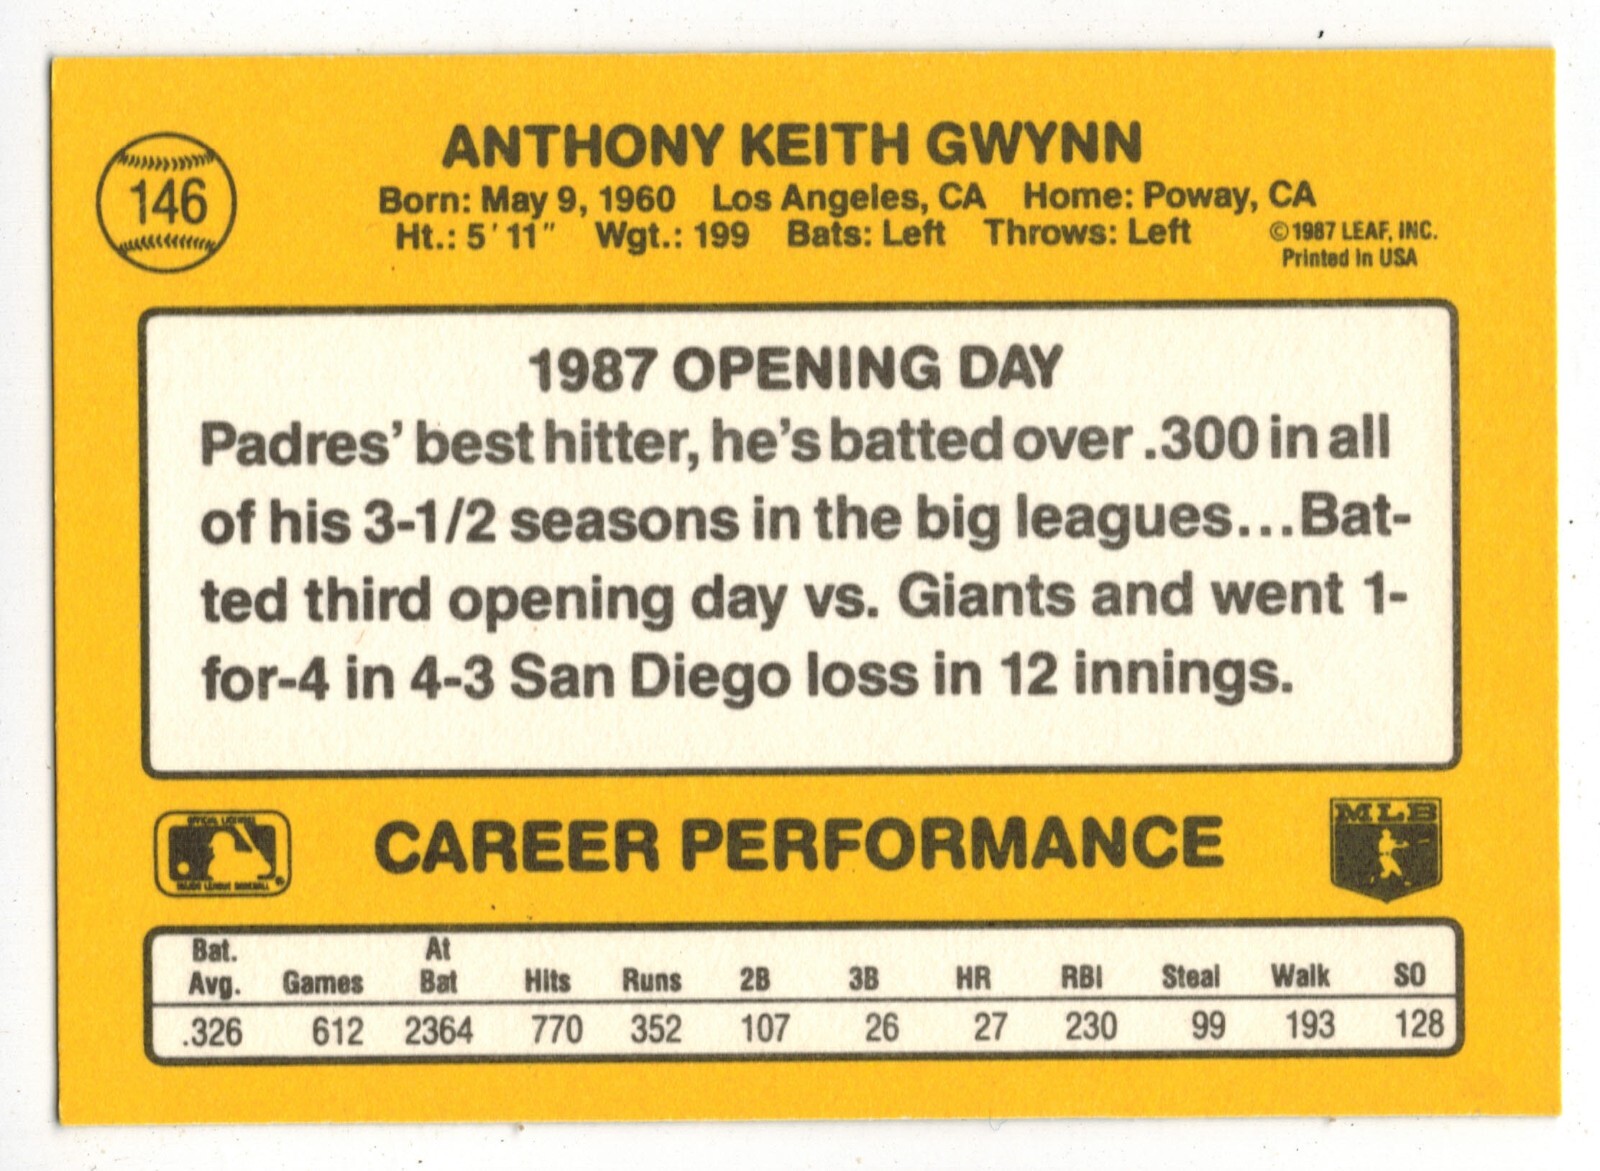 146
ANTHONY KEITH GWYNN
Born: May 9, 1960 Los Angeles, CA Home: Poway, CA
Ht.: 5' 11" Wgt.: 199 Bats: Left Throws: Left
©1987 LEAF, INC.
Printed In USA
1987 OPENING DAY
Padres' best hitter, he's batted over .300 in all
of his 3-1/2 seasons in the big leagues...Bat-
ted third opening day vs. Giants and went 1-
for-4 in 4-3 San Diego loss in 12 innings.
OFFICIAL LICENSEE
MAJOR LEAGUE BASEBALL
®
CAREER PERFORMANCE
MLB
Bat. Avg. Games At Bat Hits Runs 2B 3B HR RBI Steal Walk SO
.326 612 2364 770 352 107 26 27 230 99 193 128